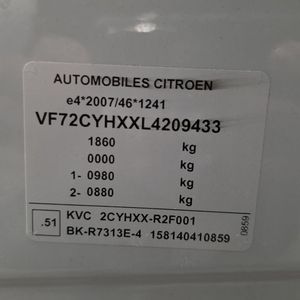 AUTOMOBILES CITROEN
e4*2007/46*1241
VF72CYHXXL4209433
1860 kg
0000 kg
1- 0980 kg
2- 0880 kg
.51 KVC 2CYHXX-R2F001
BK-R7313E-4 158140410859
0859